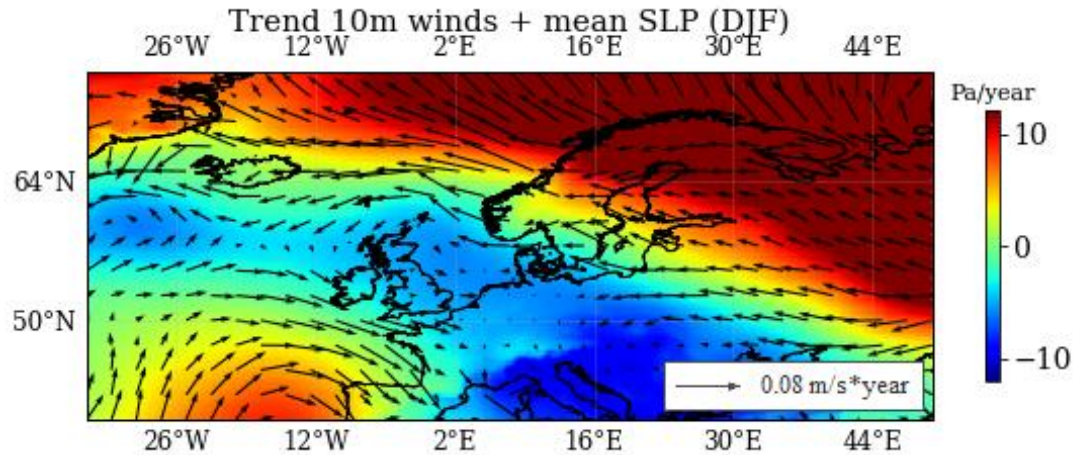 Trend 10m winds + mean SLP (DJF)
26°W 12°W 2°E 16°E 30°E 44°E
Pa/year
10
64°N
0
50°N
−10
0.08 m/s*year
26°W 12°W 2°E 16°E 30°E 44°E